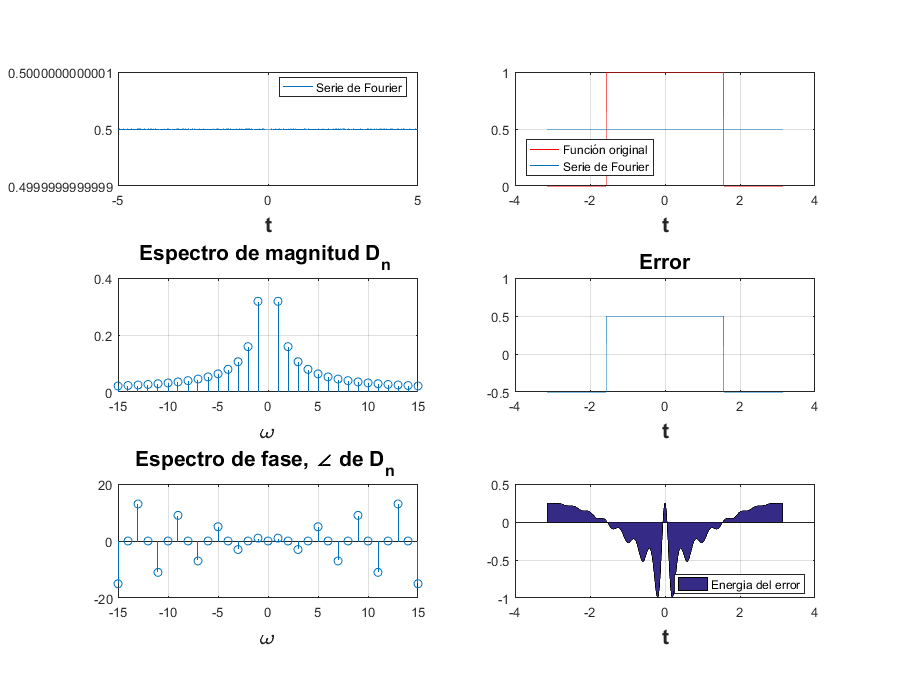 0.5000000000001
0.5
0.4999999999999
-5 0 5
t
Serie de Fourier
1
0.5
0
-4 -2 0 2 4
t
Función original
Serie de Fourier
Espectro de magnitud Dn
0.4
0.2
0
-15 -10 -5 0 5 10 15
ω
Error
1
0.5
0
-0.5
-4 -2 0 2 4
t
Espectro de fase, ∠ de Dn
20
0
-20
-15 -10 -5 0 5 10 15
ω
0.5
0
-0.5
-1
-4 -2 0 2 4
t
Energia del error